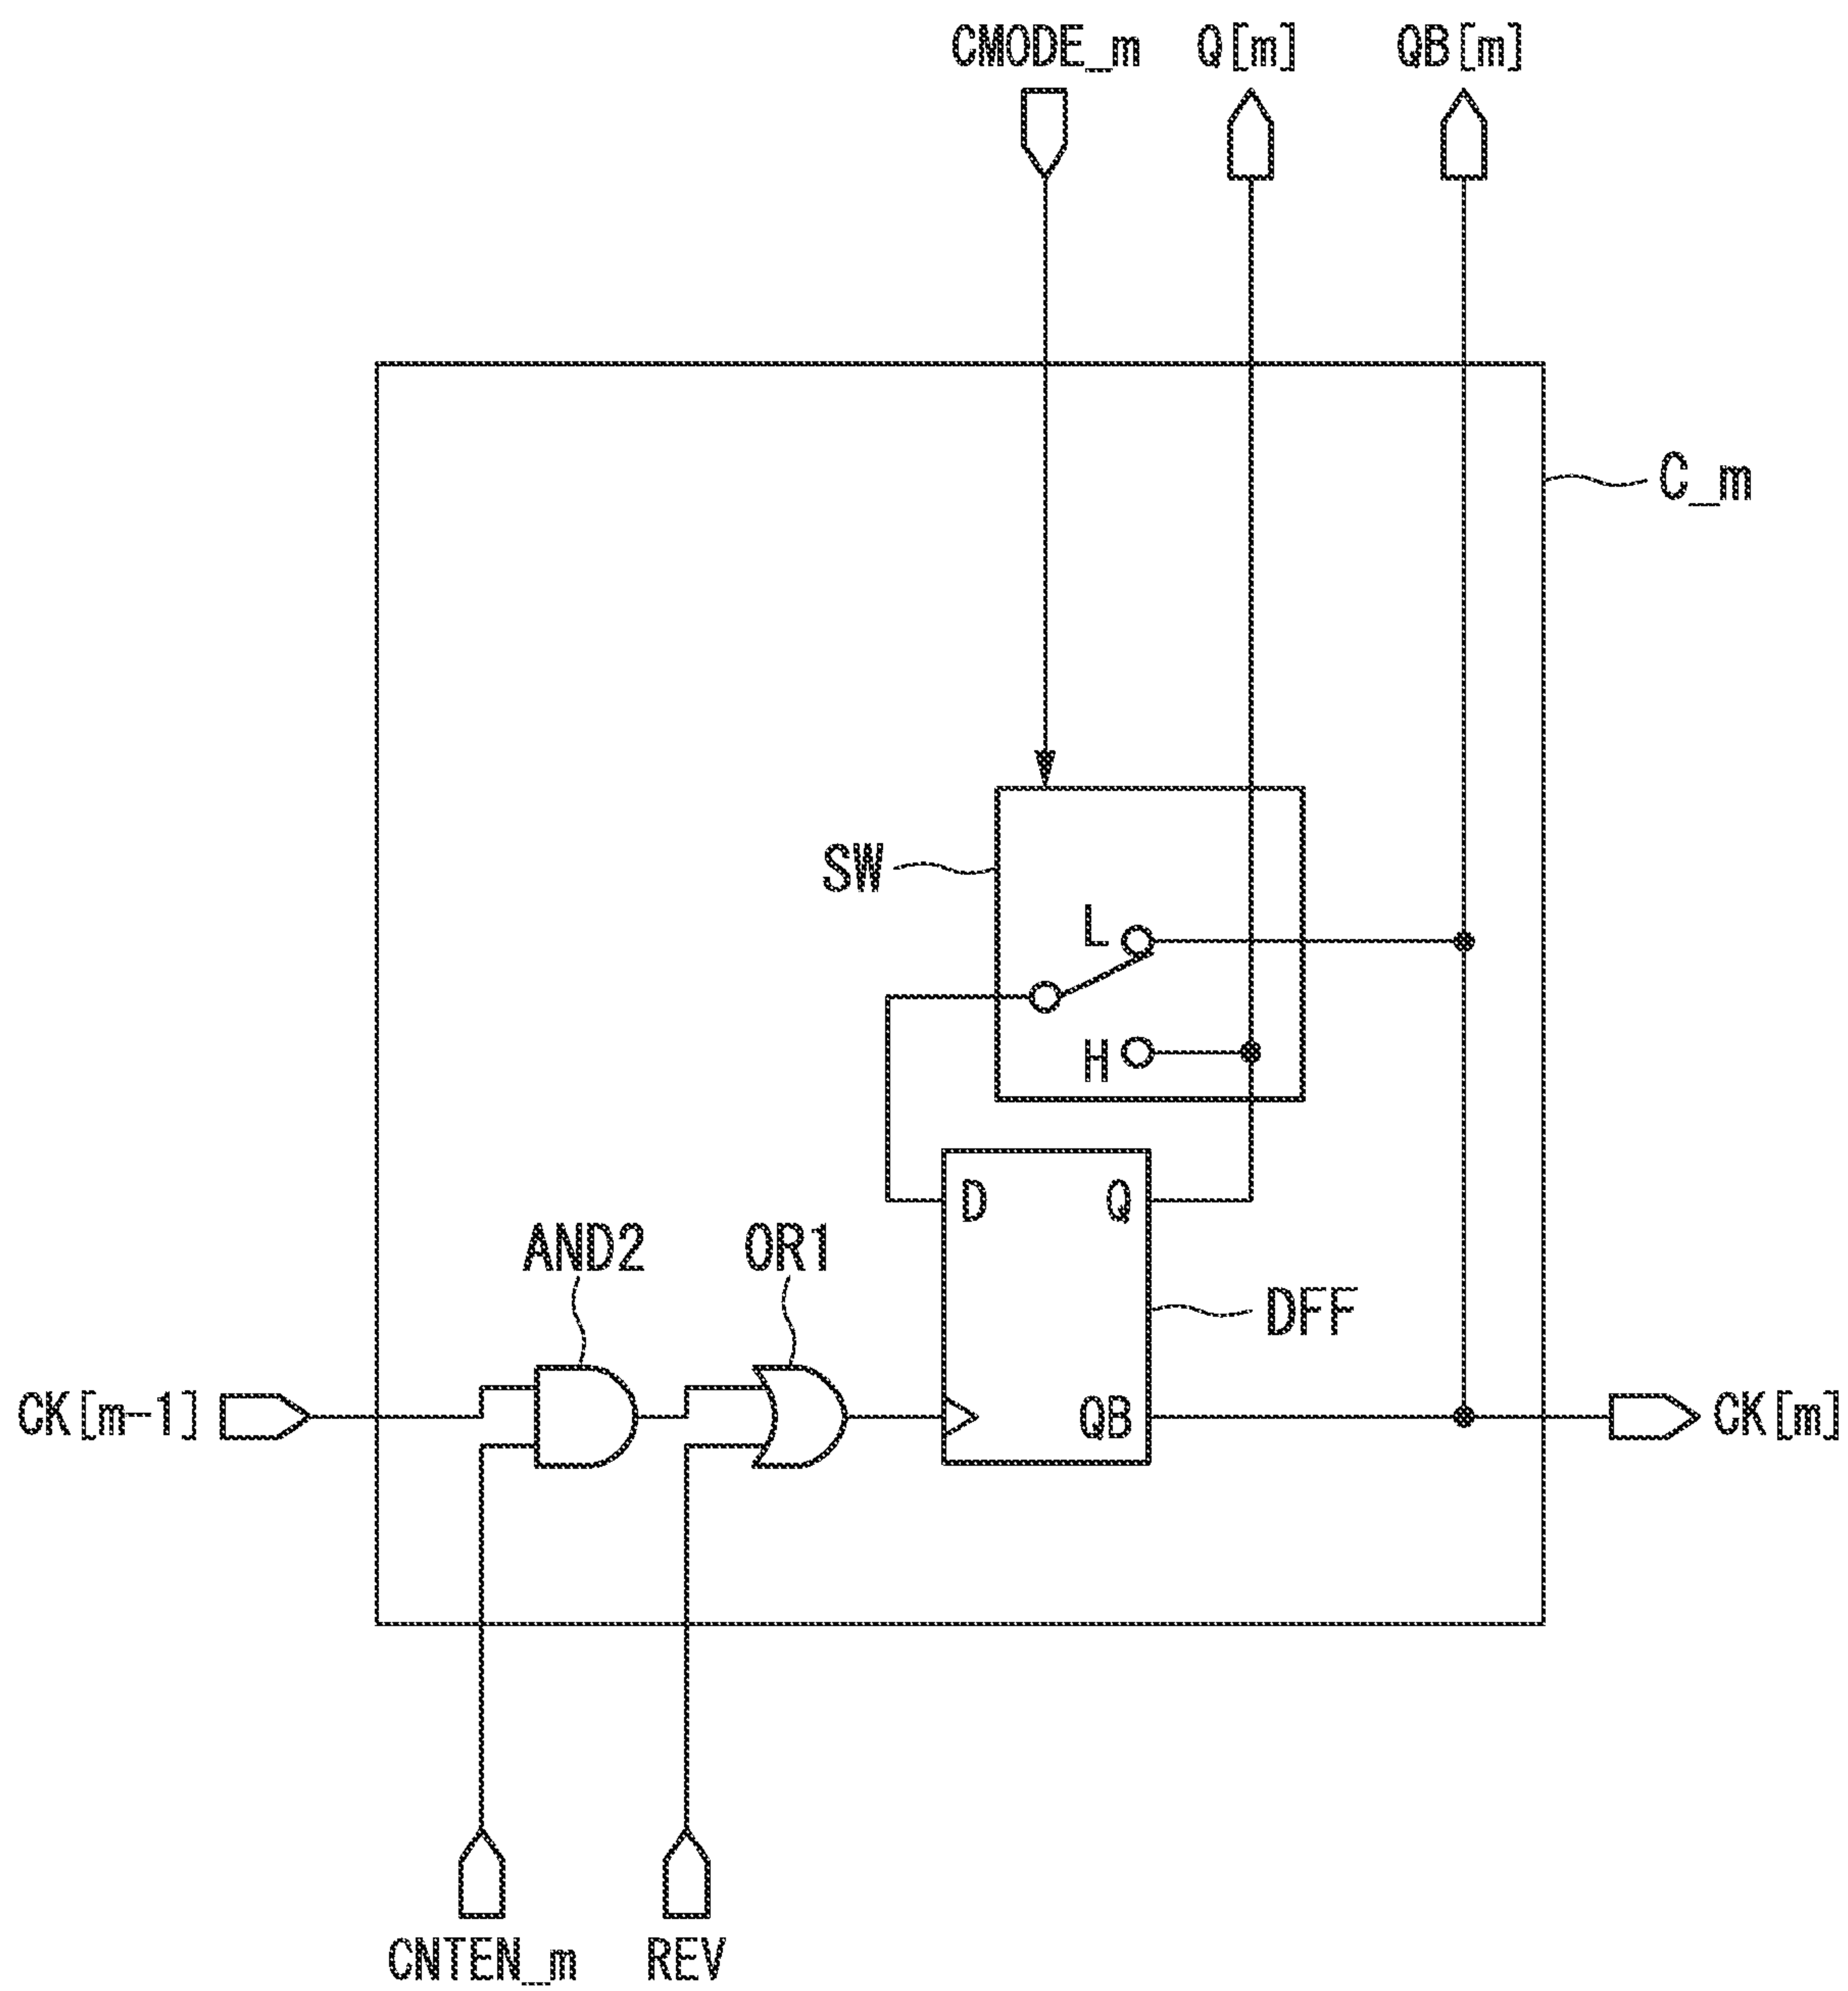 CMODE_m Q[m] QB[m]
C_m
SW
L
H
D Q
AND2 OR1
DFF
CK[m-1] QB CK[m]
CNTEN_m REV